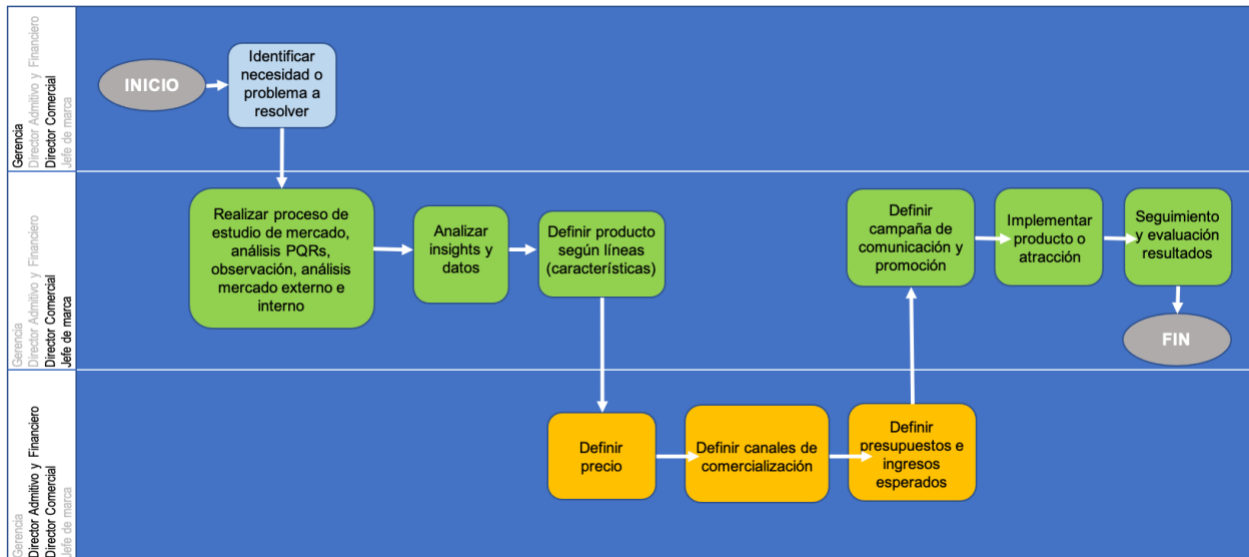 Gerencia
Director Admitivo y Financiero
Director Comercial
Jefe de marca
INICIO
Identificar
necesidad o
problema a
resolver
Gerencia
Director Admitivo y Financiero
Director Comercial
Jefe de marca
Realizar proceso de
estudio de mercado,
análisis PQRs,
observación, análisis
mercado externo e
interno
Analizar
insights y
datos
Definir producto
según líneas
(características)
Definir
campaña de
comunicación y
promoción
Implementar
producto o
atracción
Seguimiento
y evaluación
resultados
FIN
Gerencia
Director Admitivo y Financiero
Director Comercial
Jefe de marca
Definir
precio
Definir canales de
comercialización
Definir
presupuestos e
ingresos
esperados